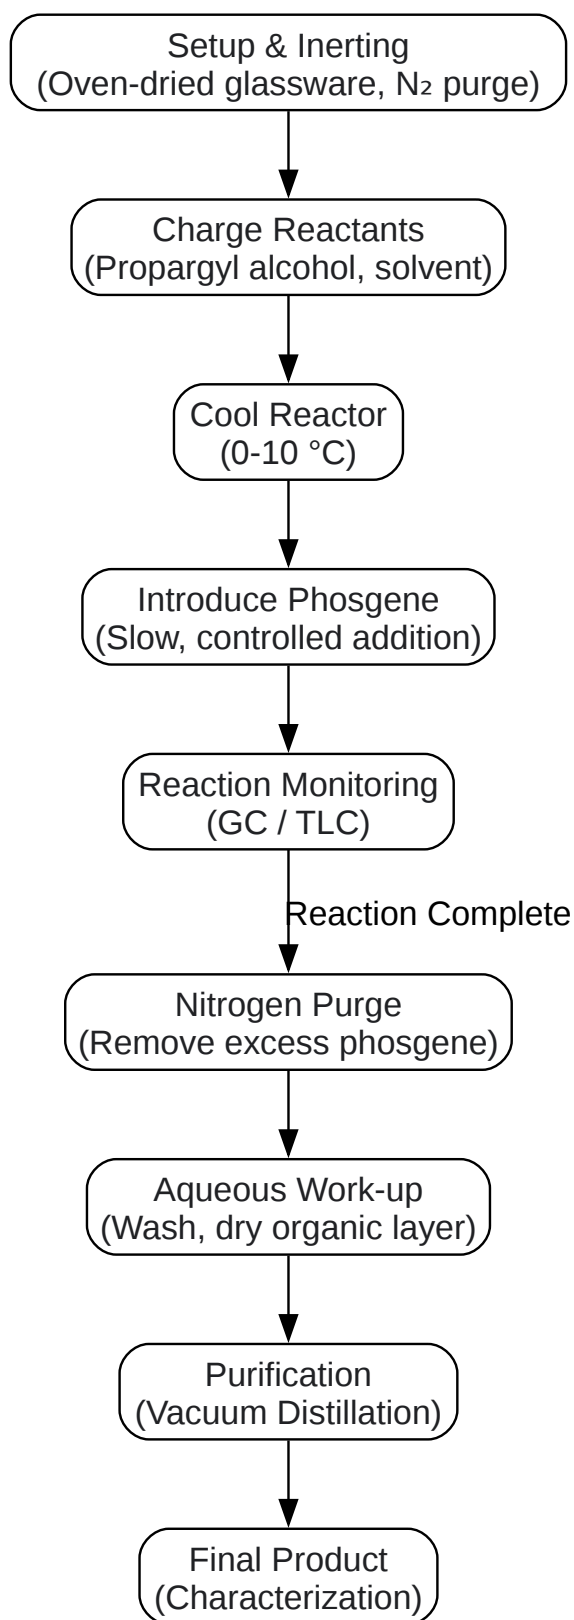 Setup & Inerting
(Oven-dried glassware, N₂ purge)
Charge Reactants
(Propargyl alcohol, solvent)
Cool Reactor
(0-10 °C)
Introduce Phosgene
(Slow, controlled addition)
Reaction Monitoring
(GC / TLC)
Reaction Complete
Nitrogen Purge
(Remove excess phosgene)
Aqueous Work-up
(Wash, dry organic layer)
Purification
(Vacuum Distillation)
Final Product
(Characterization)